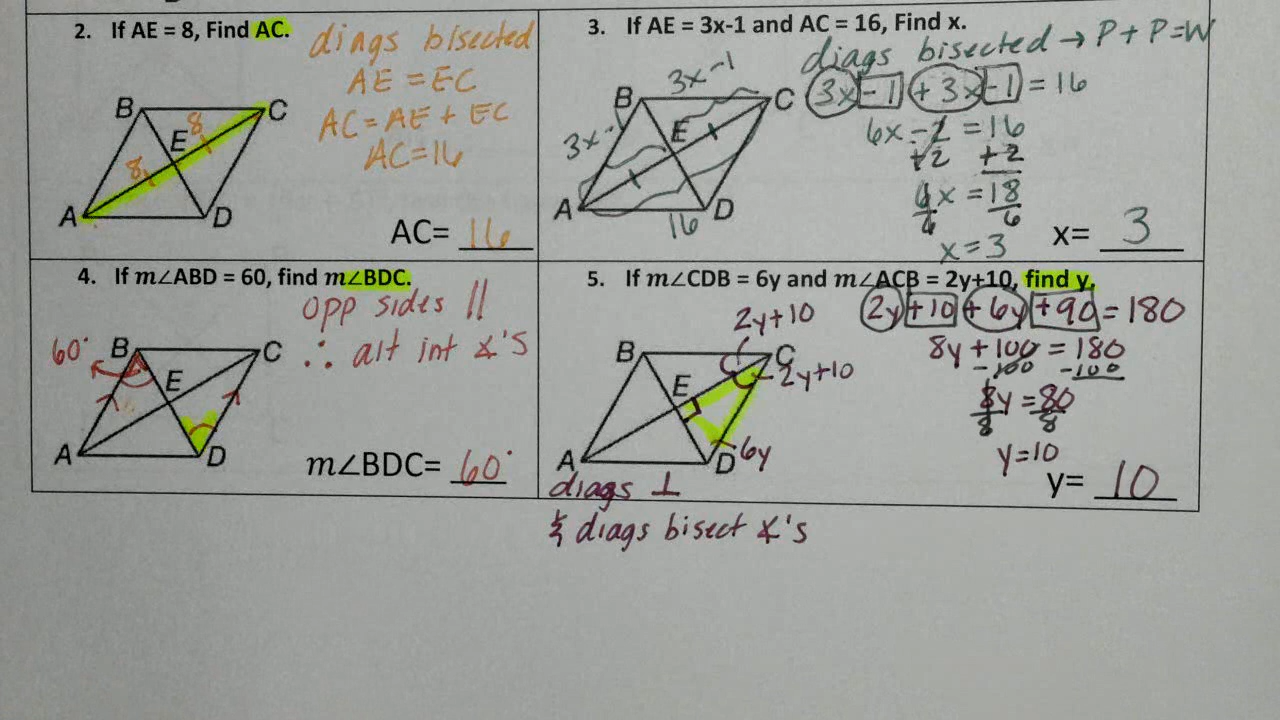 2. If AE = 8, Find AC.
diags bisected
AE = EC
AC = AE + EC
AC = 16
B
C
E
8
8
A
D
AC= 16
3. If AE = 3x-1 and AC = 16, Find x.
diags bisected → P + P = W
3x-1
3x - 1 + 3x - 1 = 16
B
C
E
3x-1
6x - 2 = 16
+2 +2
6x = 18
6 6
x = 3
A
D
16
x= 3
4. If m∠ABD = 60, find m∠BDC.
opp sides ||
∴ alt int ∡'s
60°
B
C
E
A
D
m∠BDC= 60°
5. If m∠CDB = 6y and m∠ACB = 2y+10, find y.
2y+10 + 6y + 90 = 180
2y+10
8y + 100 = 180
-100 -100
B
C
2y+10
E
8y = 80
8 8
y = 10
A
D
6y
y= 10
diags ⊥
& diags bisect ∡'s